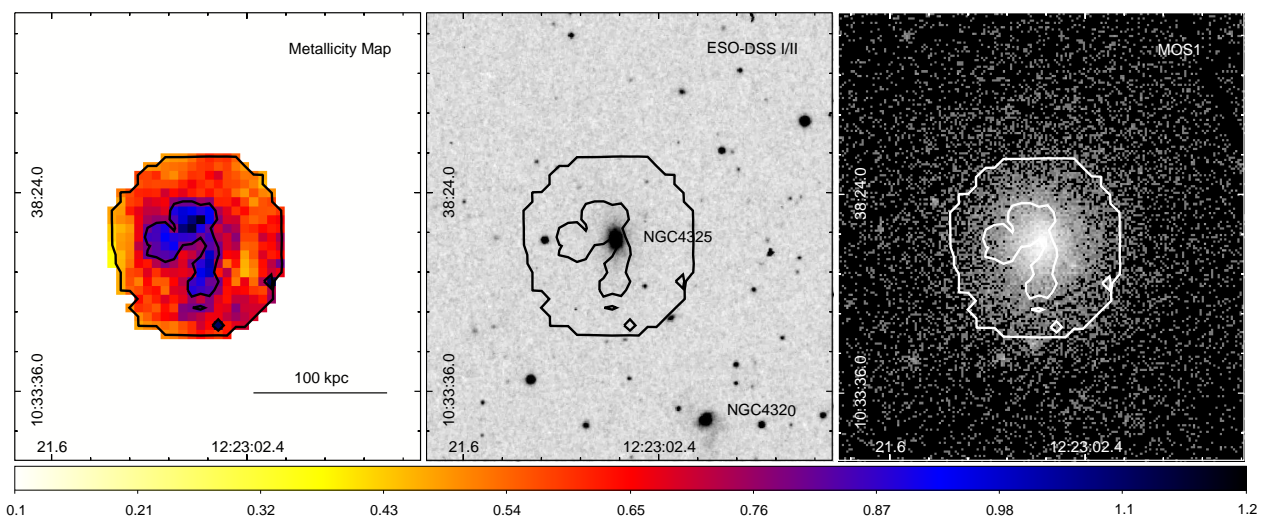 Metallicity Map
38:24.0
100 kpc
10:33:36.0
21.6
12:23:02.4
ESO-DSS I/II
38:24.0
NGC4325
10:33:36.0
NGC4320
21.6
12:23:02.4
MOS1
38:24.0
10:33:36.0
21.6
12:23:02.4
0.1 0.21 0.32 0.43 0.54 0.65 0.76 0.87 0.98 1.1 1.2